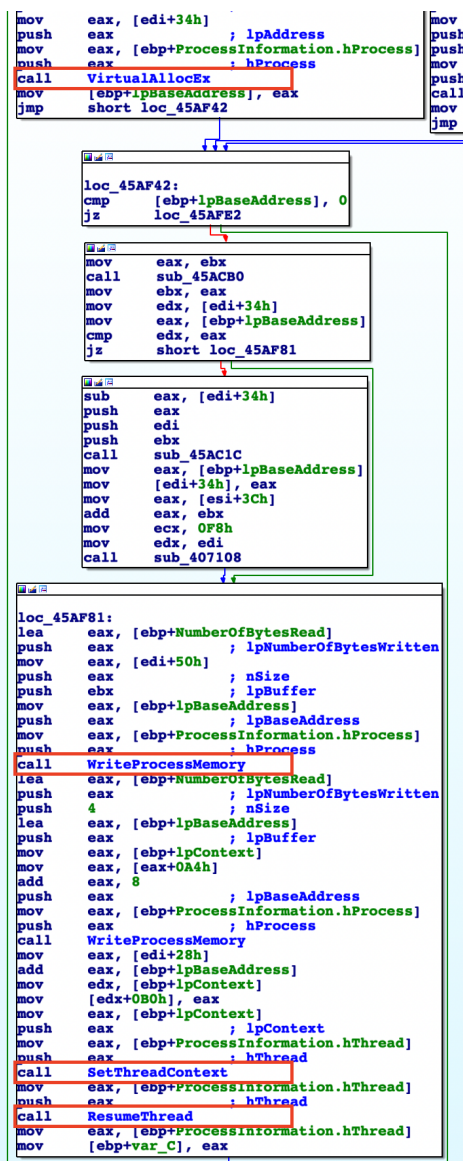 mov eax, [edi+34h]
push eax ; lpAddress
mov eax, [ebp+ProcessInformation.hProcess]
push eax ; hProcess
call VirtualAllocEx
mov [ebp+lpBaseAddress], eax
jmp short loc_45AF42
mov
push
mov
push
call
mov
jmp
loc_45AF42:
cmp [ebp+lpBaseAddress], 0
jz loc_45AFE2
mov eax, ebx
call sub_45ACB0
mov ebx, eax
mov edx, [edi+34h]
mov eax, [ebp+lpBaseAddress]
cmp edx, eax
jz short loc_45AF81
sub eax, [edi+34h]
push eax
push edi
push ebx
call sub_45AC1C
mov eax, [ebp+lpBaseAddress]
mov [edi+34h], eax
mov eax, [esi+3Ch]
add eax, ebx
mov ecx, 0F8h
mov edx, edi
call sub_407108
loc_45AF81:
lea eax, [ebp+NumberOfBytesRead]
push eax ; lpNumberOfBytesWritten
mov eax, [edi+50h]
push eax ; nSize
push ebx ; lpBuffer
mov eax, [ebp+lpBaseAddress]
push eax ; lpBaseAddress
mov eax, [ebp+ProcessInformation.hProcess]
push eax ; hProcess
call WriteProcessMemory
lea eax, [ebp+NumberOfBytesRead]
push eax ; lpNumberOfBytesWritten
push 4 ; nSize
lea eax, [ebp+lpBaseAddress]
push eax ; lpBuffer
mov eax, [ebp+lpContext]
mov eax, [eax+0A4h]
add eax, 8
push eax ; lpBaseAddress
mov eax, [ebp+ProcessInformation.hProcess]
push eax ; hProcess
call WriteProcessMemory
mov eax, [edi+28h]
add eax, [ebp+lpBaseAddress]
mov edx, [ebp+lpContext]
mov [edx+0B0h], eax
mov eax, [ebp+lpContext]
push eax ; lpContext
mov eax, [ebp+ProcessInformation.hThread]
push eax ; hThread
call SetThreadContext
mov eax, [ebp+ProcessInformation.hThread]
push eax ; hThread
call ResumeThread
mov eax, [ebp+ProcessInformation.hThread]
mov [ebp+var_C], eax